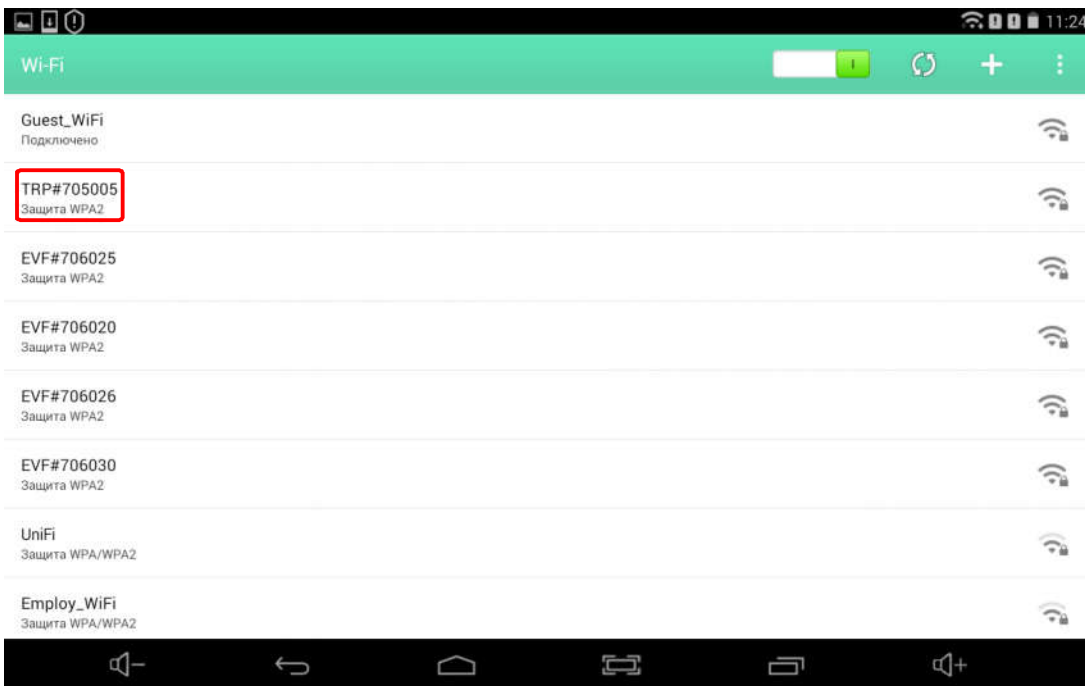 11:24
Wi-Fi
Guest_WiFi
Подключено
TRP#705005
Защита WPA2
EVF#706025
Защита WPA2
EVF#706020
Защита WPA2
EVF#706026
Защита WPA2
EVF#706030
Защита WPA2
UniFi
Защита WPA/WPA2
Employ_WiFi
Защита WPA/WPA2